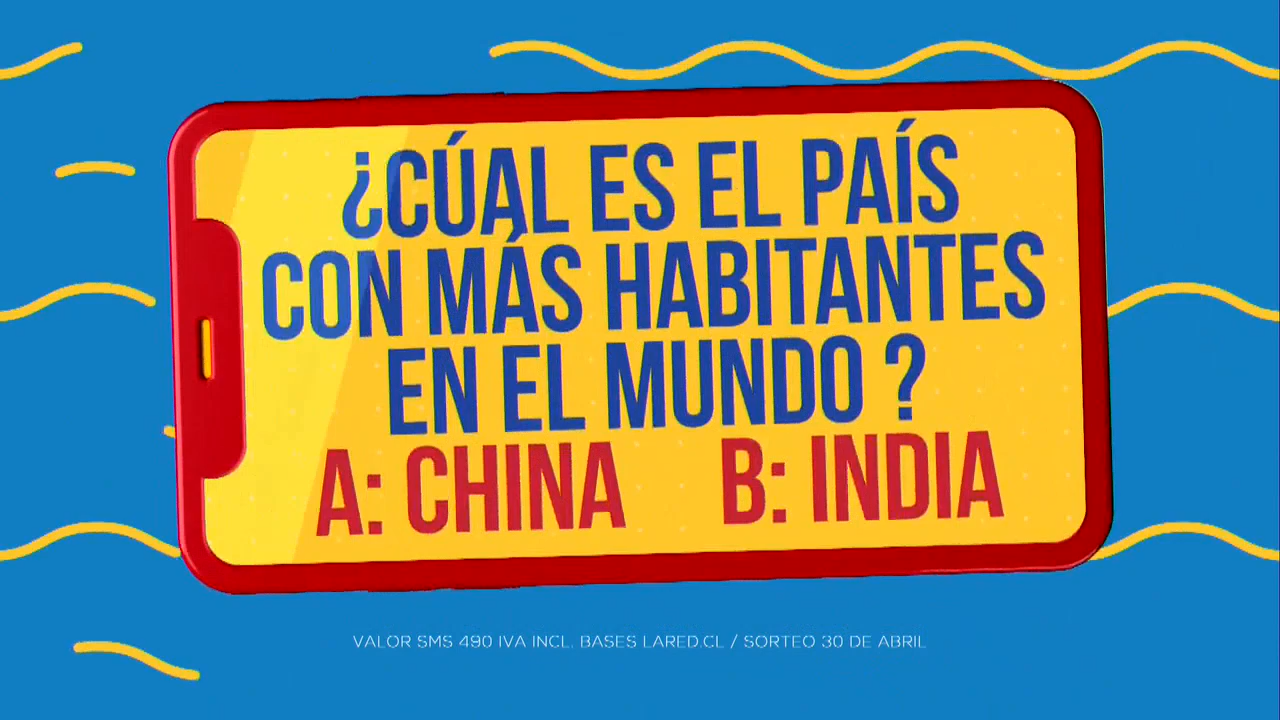 ¿CÚAL ES EL PAÍS
CON MÁS HABITANTES
EN EL MUNDO ?
A: CHINA B: INDIA
VALOR SMS 490 IVA INCL. BASES LARED.CL / SORTEO 30 DE ABRIL